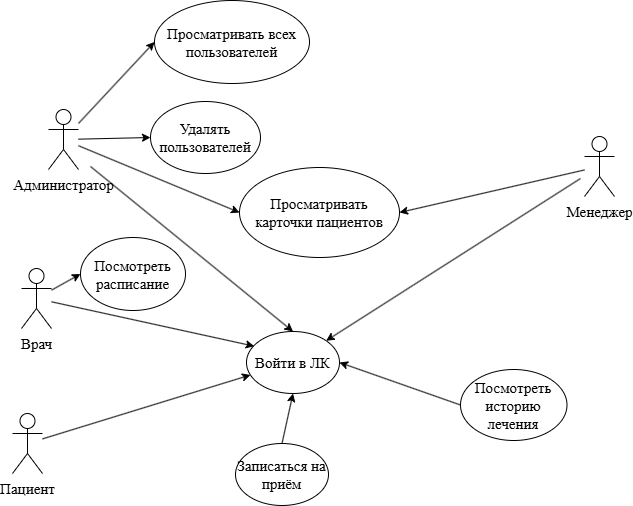 Просматривать всех
пользователей
Удалять
пользователей
Администратор
Просматривать
карточки пациентов
Менеджер
Посмотреть
расписание
Врач
Войти в ЛК
Посмотреть
историю
лечения
Записаться на
приём
Пациент